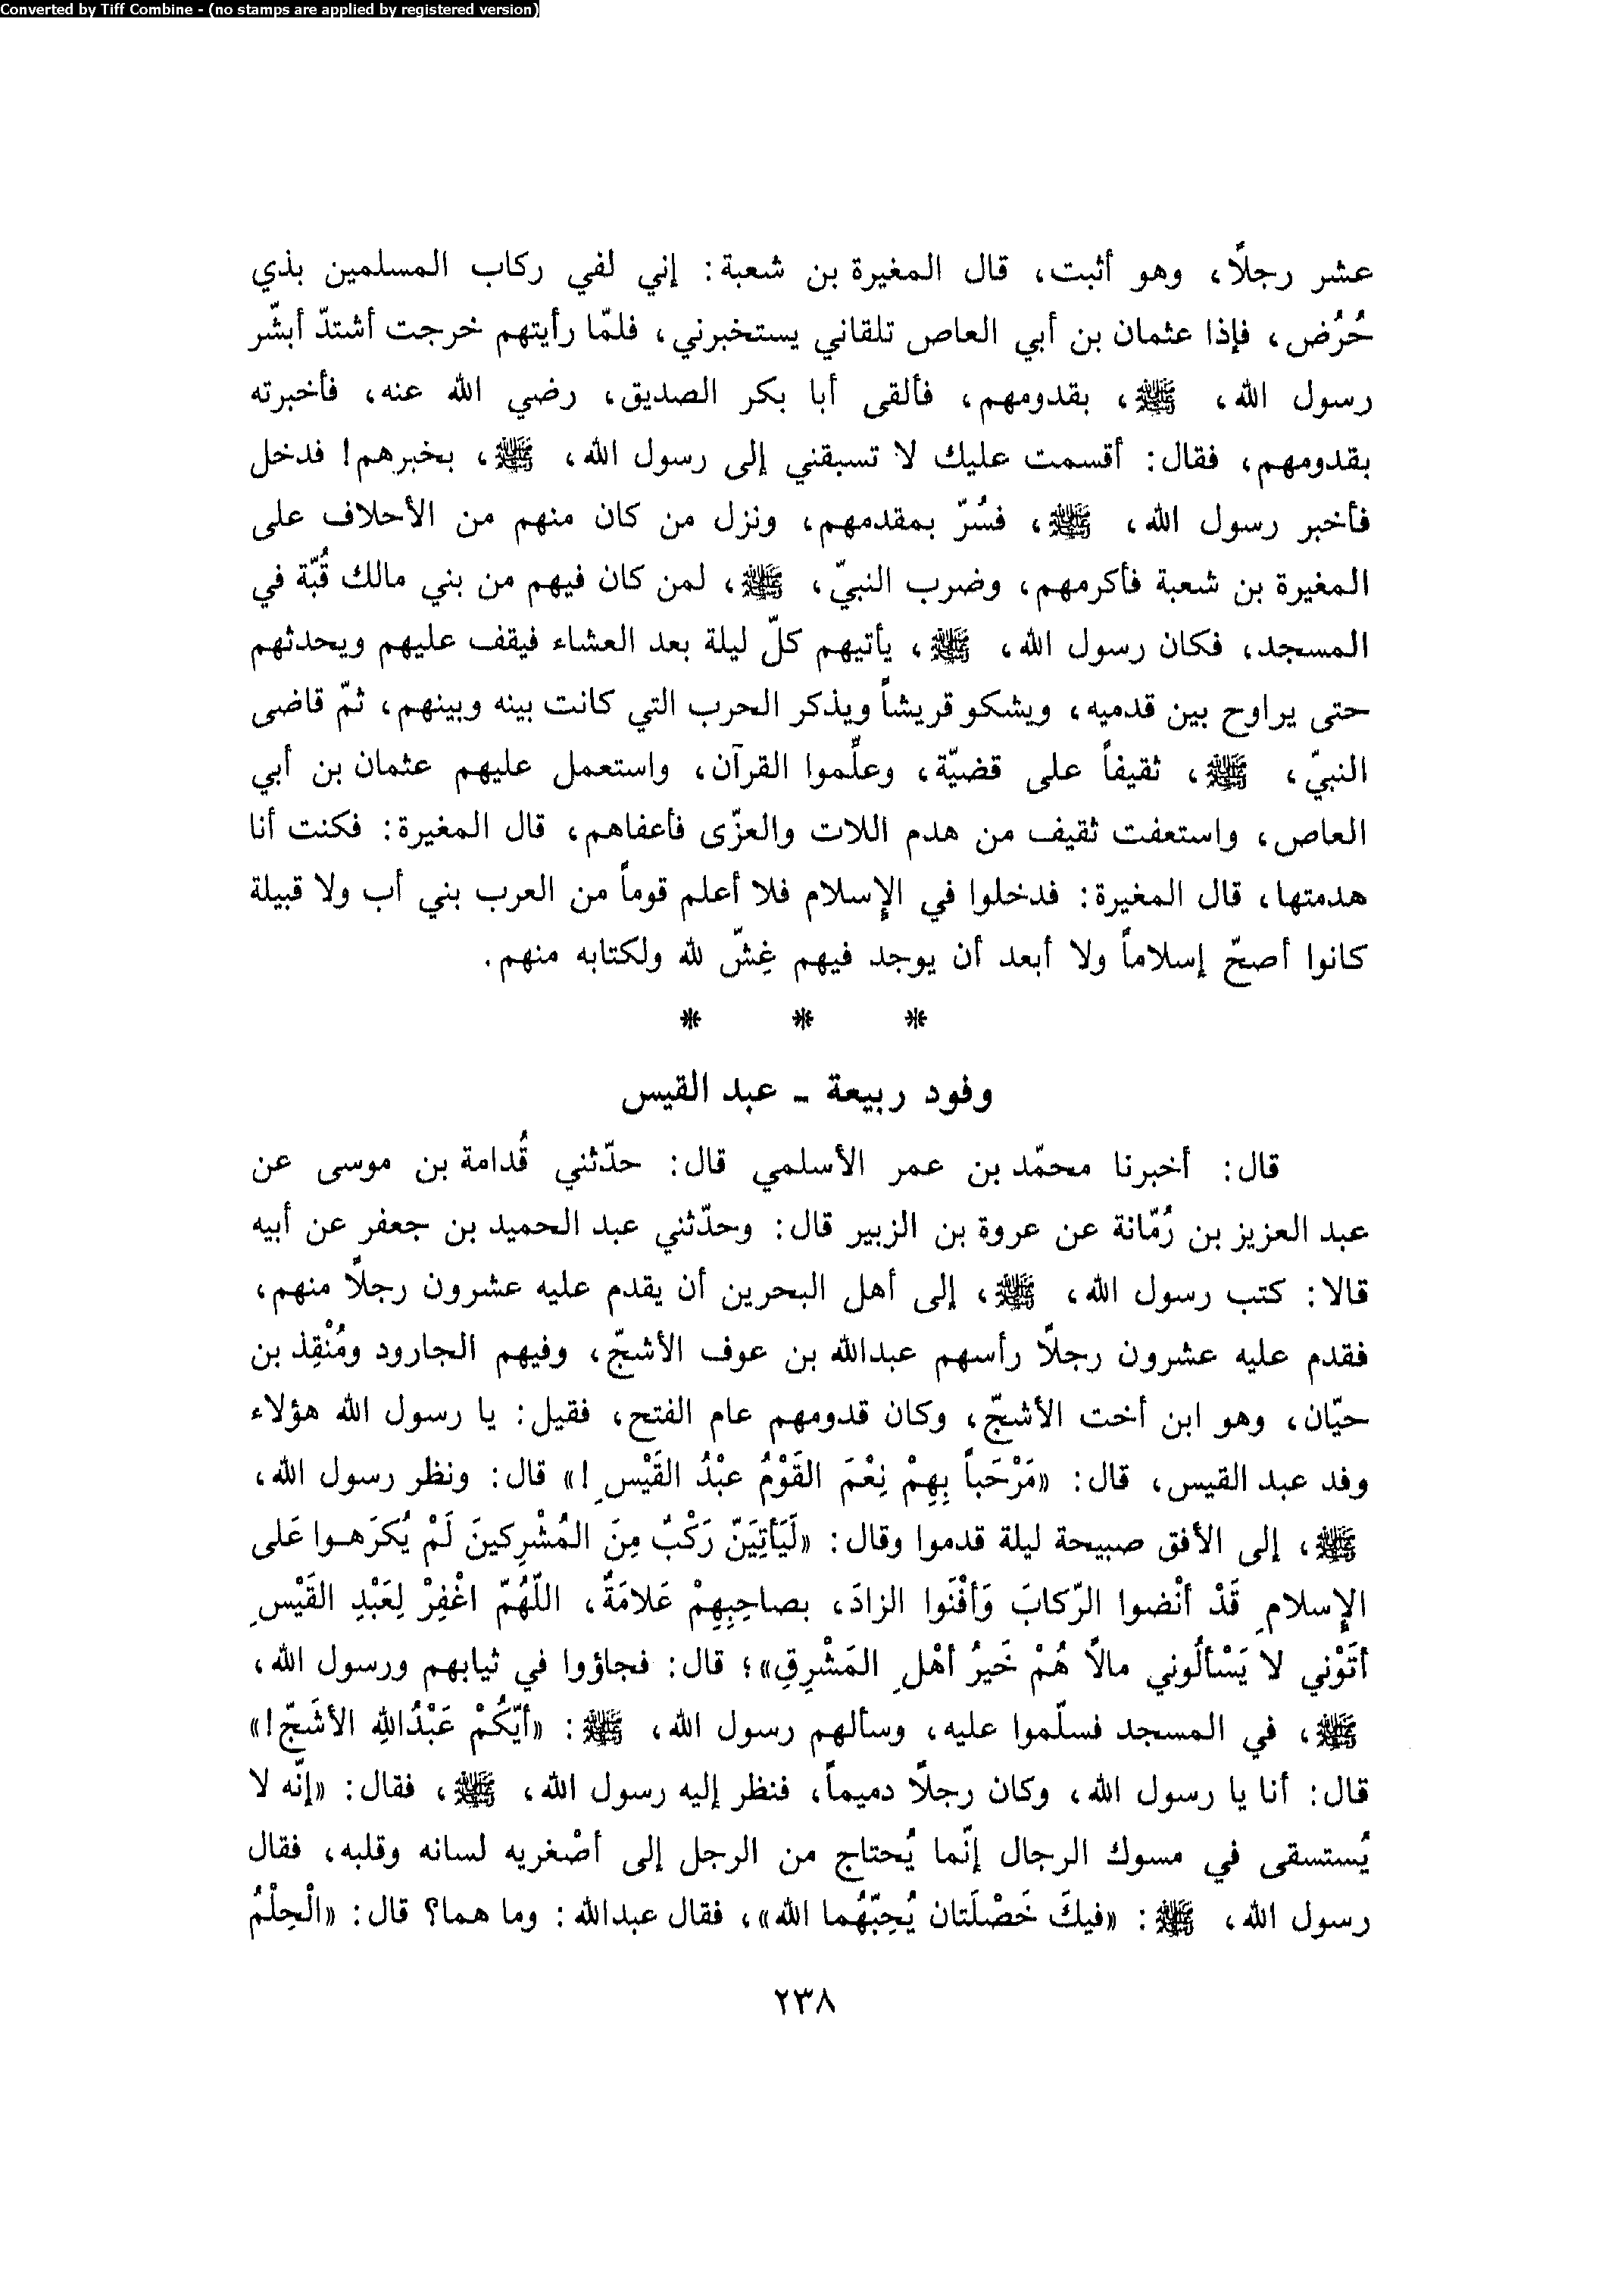 Converted by Tiff Combine - (no stamps are applied by registered version)
عشر رجلاً، وهو أثبت، قال المغيرة بن شعبة: إني لفي ركاب المسلمين بذي
حُرُض، فإذا عثمان بن أبي العاص تلقاني يستخبرني، فلمّا رأيتهم خرجت أشتدّ أبشّر
رسول الله، ﷺ، بقدومهم، فألقى أبا بكر الصديق، رضي الله عنه، فأخبرته
بقدومهم، فقال: أقسمت عليك لا تسبقني إلى رسول الله، ﷺ، بخبرهم! فدخل
فأخبر رسول الله، ﷺ، فسُرّ بمقدمهم، ونزل من كان منهم من الأحلاف على
المغيرة بن شعبة فأكرمهم، وضرب النبيّ، ﷺ، لمن كان فيهم من بني مالك قُبّة في
المسجد، فكان رسول الله، ﷺ، يأتيهم كلّ ليلة بعد العشاء فيقف عليهم ويحدثهم
حتى يراوح بين قدميه، ويشكو قريشاً ويذكر الحرب التي كانت بينه وبينهم، ثمّ قاضى
النبيّ، ﷺ، ثقيفاً على قضيّة، وعلِّموا القرآن، واستعمل عليهم عثمان بن أبي
العاص، واستعفت ثقيف من هدم اللات والعزّى فأعفاهم، قال المغيرة: فكنت أنا
هدمتها، قال المغيرة: فدخلوا في الإسلام فلا أعلم قوماً من العرب بني أب ولا قبيلة
كانوا أصحّ إسلاماً ولا أبعد أن يوجد فيهم غِشّ لله ولكتابه منهم.
* * *
وفود ربيعة - عبد القيس
قال: أخبرنا محمّد بن عمر الأسلمي قال: حدّثني قُدامة بن موسى عن
عبد العزيز بن رُمّانة عن عروة بن الزبير قال: وحدّثني عبد الحميد بن جعفر عن أبيه
قالا: كتب رسول الله، ﷺ، إلى أهل البحرين أن يقدم عليه عشرون رجلاً منهم،
فقدم عليه عشرون رجلاً رأسهم عبدالله بن عوف الأشجّ، وفيهم الجارود ومُنْقِذ بن
حيّان، وهو ابن أخت الأشجّ، وكان قدومهم عام الفتح، فقيل: يا رسول الله هؤلاء
وفد عبد القيس، قال: «مَرْحَباً بِهِمْ نِعْمَ القَوْمُ عبْدُ القَيْسِ!» قال: ونظر رسول الله،
ﷺ، إلى الأفق صبيحة ليلة قدموا وقال: «لَيَأتِيَنّ رَكْبٌ مِنَ المُشْرِكينَ لَمْ يُكرَهـوا عَلى
الإسلامِ قَدْ أنْضوا الرّكابَ وَأفْنَوا الزادَ، بصاحِبِهِمْ عَلامَةٌ، اللّهُمّ اغْفِرْ لِعَبْدِ القَيْسِ
أتَوْني لا يَسْألُوني مالاً هُمْ خَيرُ أهْلِ المَشْرِقِ»؛ قال: فجاؤوا في ثيابهم ورسول الله،
ﷺ، في المسجد فسلّموا عليه، وسألهم رسول الله، ﷺ: «أيّكُمْ عَبْدُاللهِ الأشَجّ!»
قال: أنا يا رسول الله، وكان رجلاً دميماً، فنظر إليه رسول الله، ﷺ، فقال: «إنّه لا
يُستسقى في مسوك الرجال إنّما يُحتاج من الرجل إلى أصْغريه لسانه وقلبه، فقال
رسول الله، ﷺ: «فيكَ خَصْلَتان يُحِبّهُما الله»، فقال عبدالله: وما هما؟ قال: «الْحِلْمُ
٢٣٨